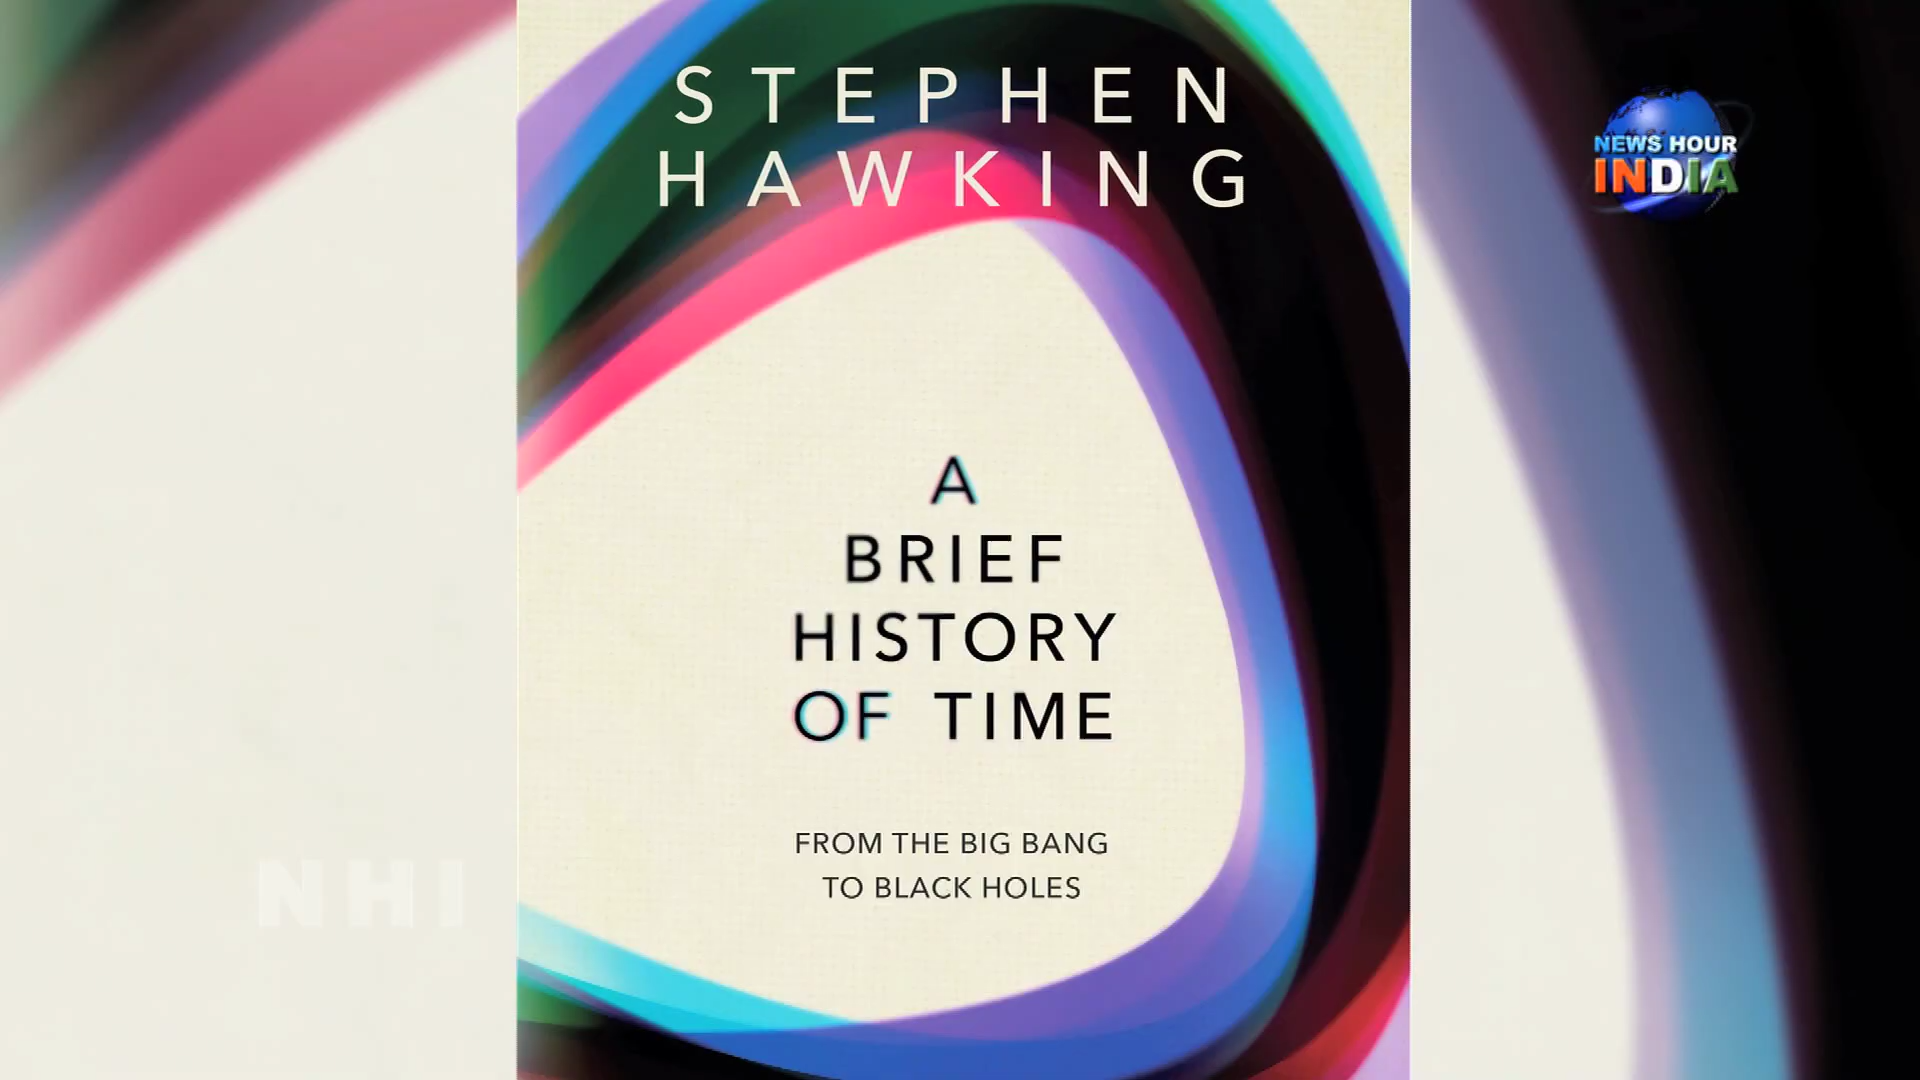 STEPHEN
HAWKING
NEWS HOUR
INDIA
A
BRIEF
HISTORY
OF TIME
FROM THE BIG BANG
TO BLACK HOLES
NHI